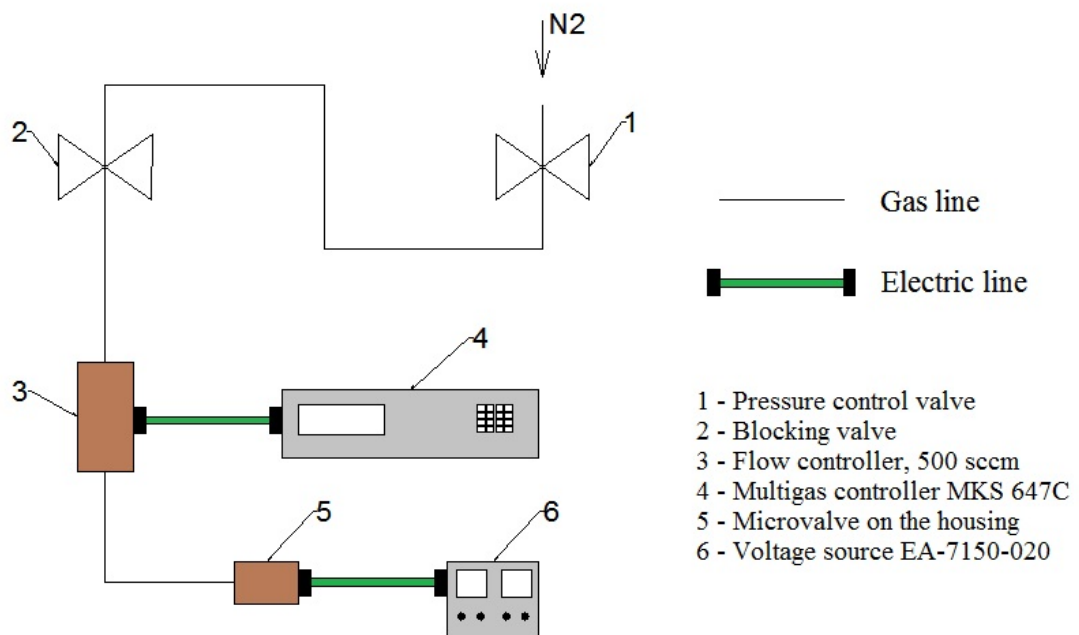 N2
2
1
Gas line
Electric line
4
3
1 - Pressure control valve
2 - Blocking valve
3 - Flow controller, 500 sccm
4 - Multigas controller MKS 647C
5 - Microvalve on the housing
6 - Voltage source EA-7150-020
5
6